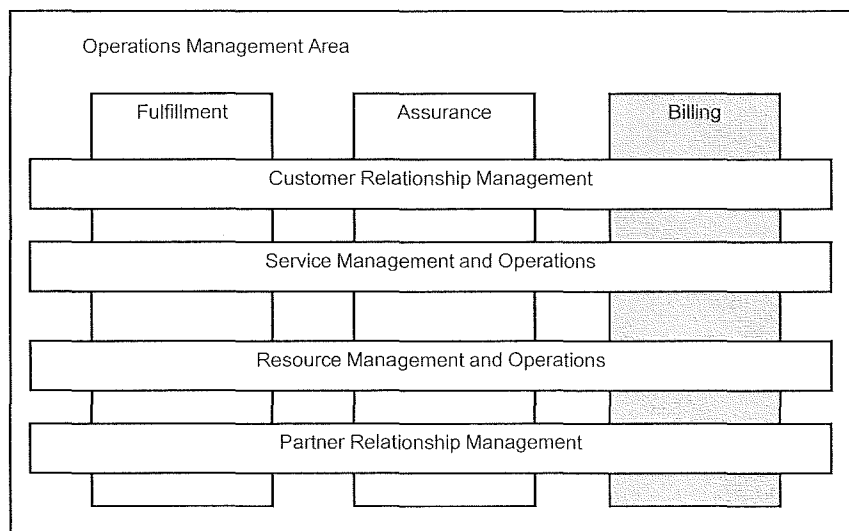 Operations Management Area
Fulfillment
Assurance
Billing
Customer Relationship Management
Service Management and Operations
Resource Management and Operations
Partner Relationship Management